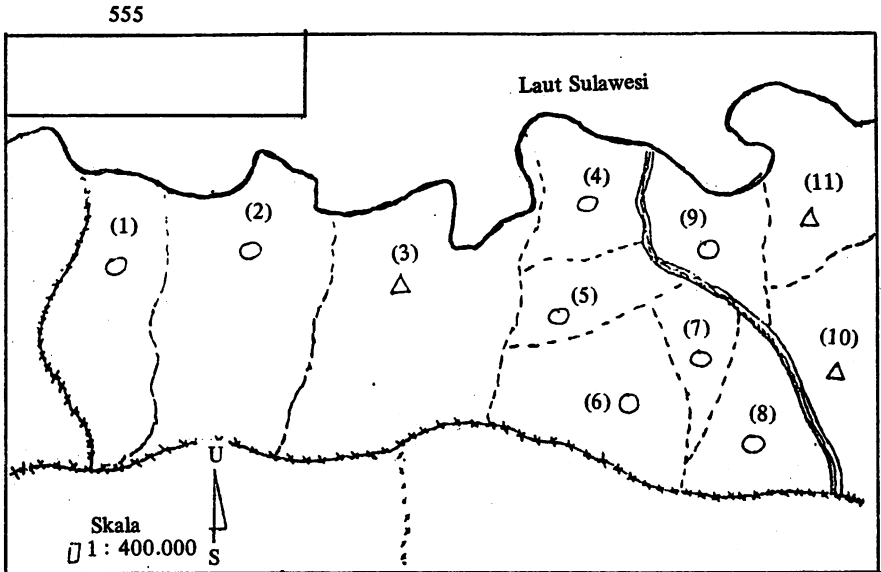 555
Laut Sulawesi
(1)
(2)
(3)
(4)
(5)
(6)
(7)
(8)
(9)
(10)
(11)
U
S
Skala
1 : 400.000